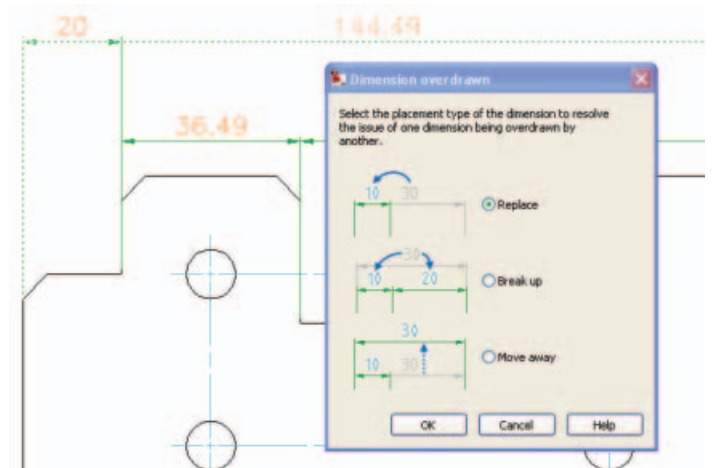 20
144.49
Dimension overdrawn
Select the placement type of the dimension to resolve
the issue of one dimension being overdrawn by
another.
36.49
10 30
Replace
30
10 20
Break up
30
10 30
Move away
OK Cancel Help